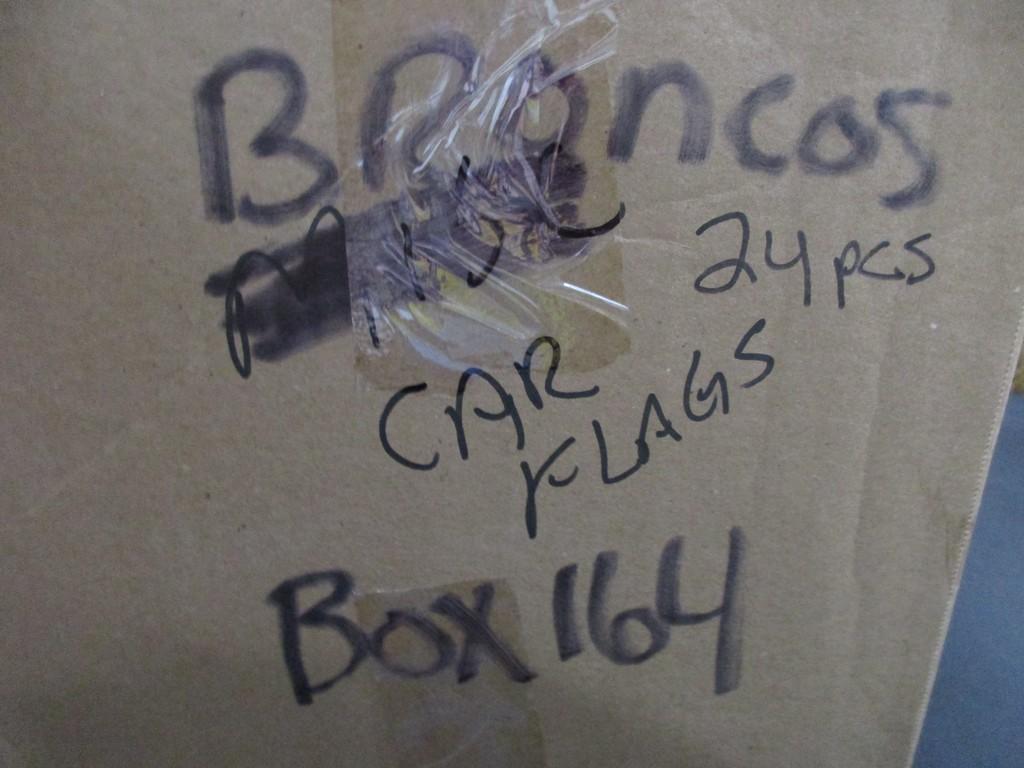 Broncos
24 pcs
CAR
FLAGS
Box 164